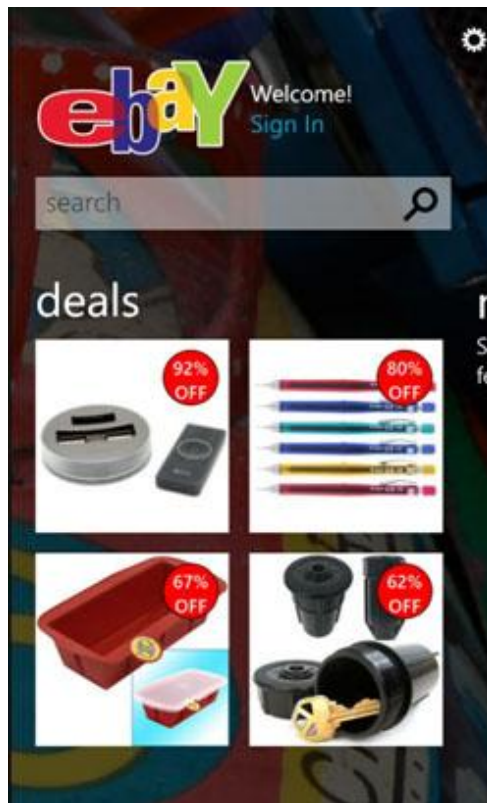 ebaY
Welcome!
Sign In
search
deals
92%
OFF
80%
OFF
67%
OFF
62%
OFF